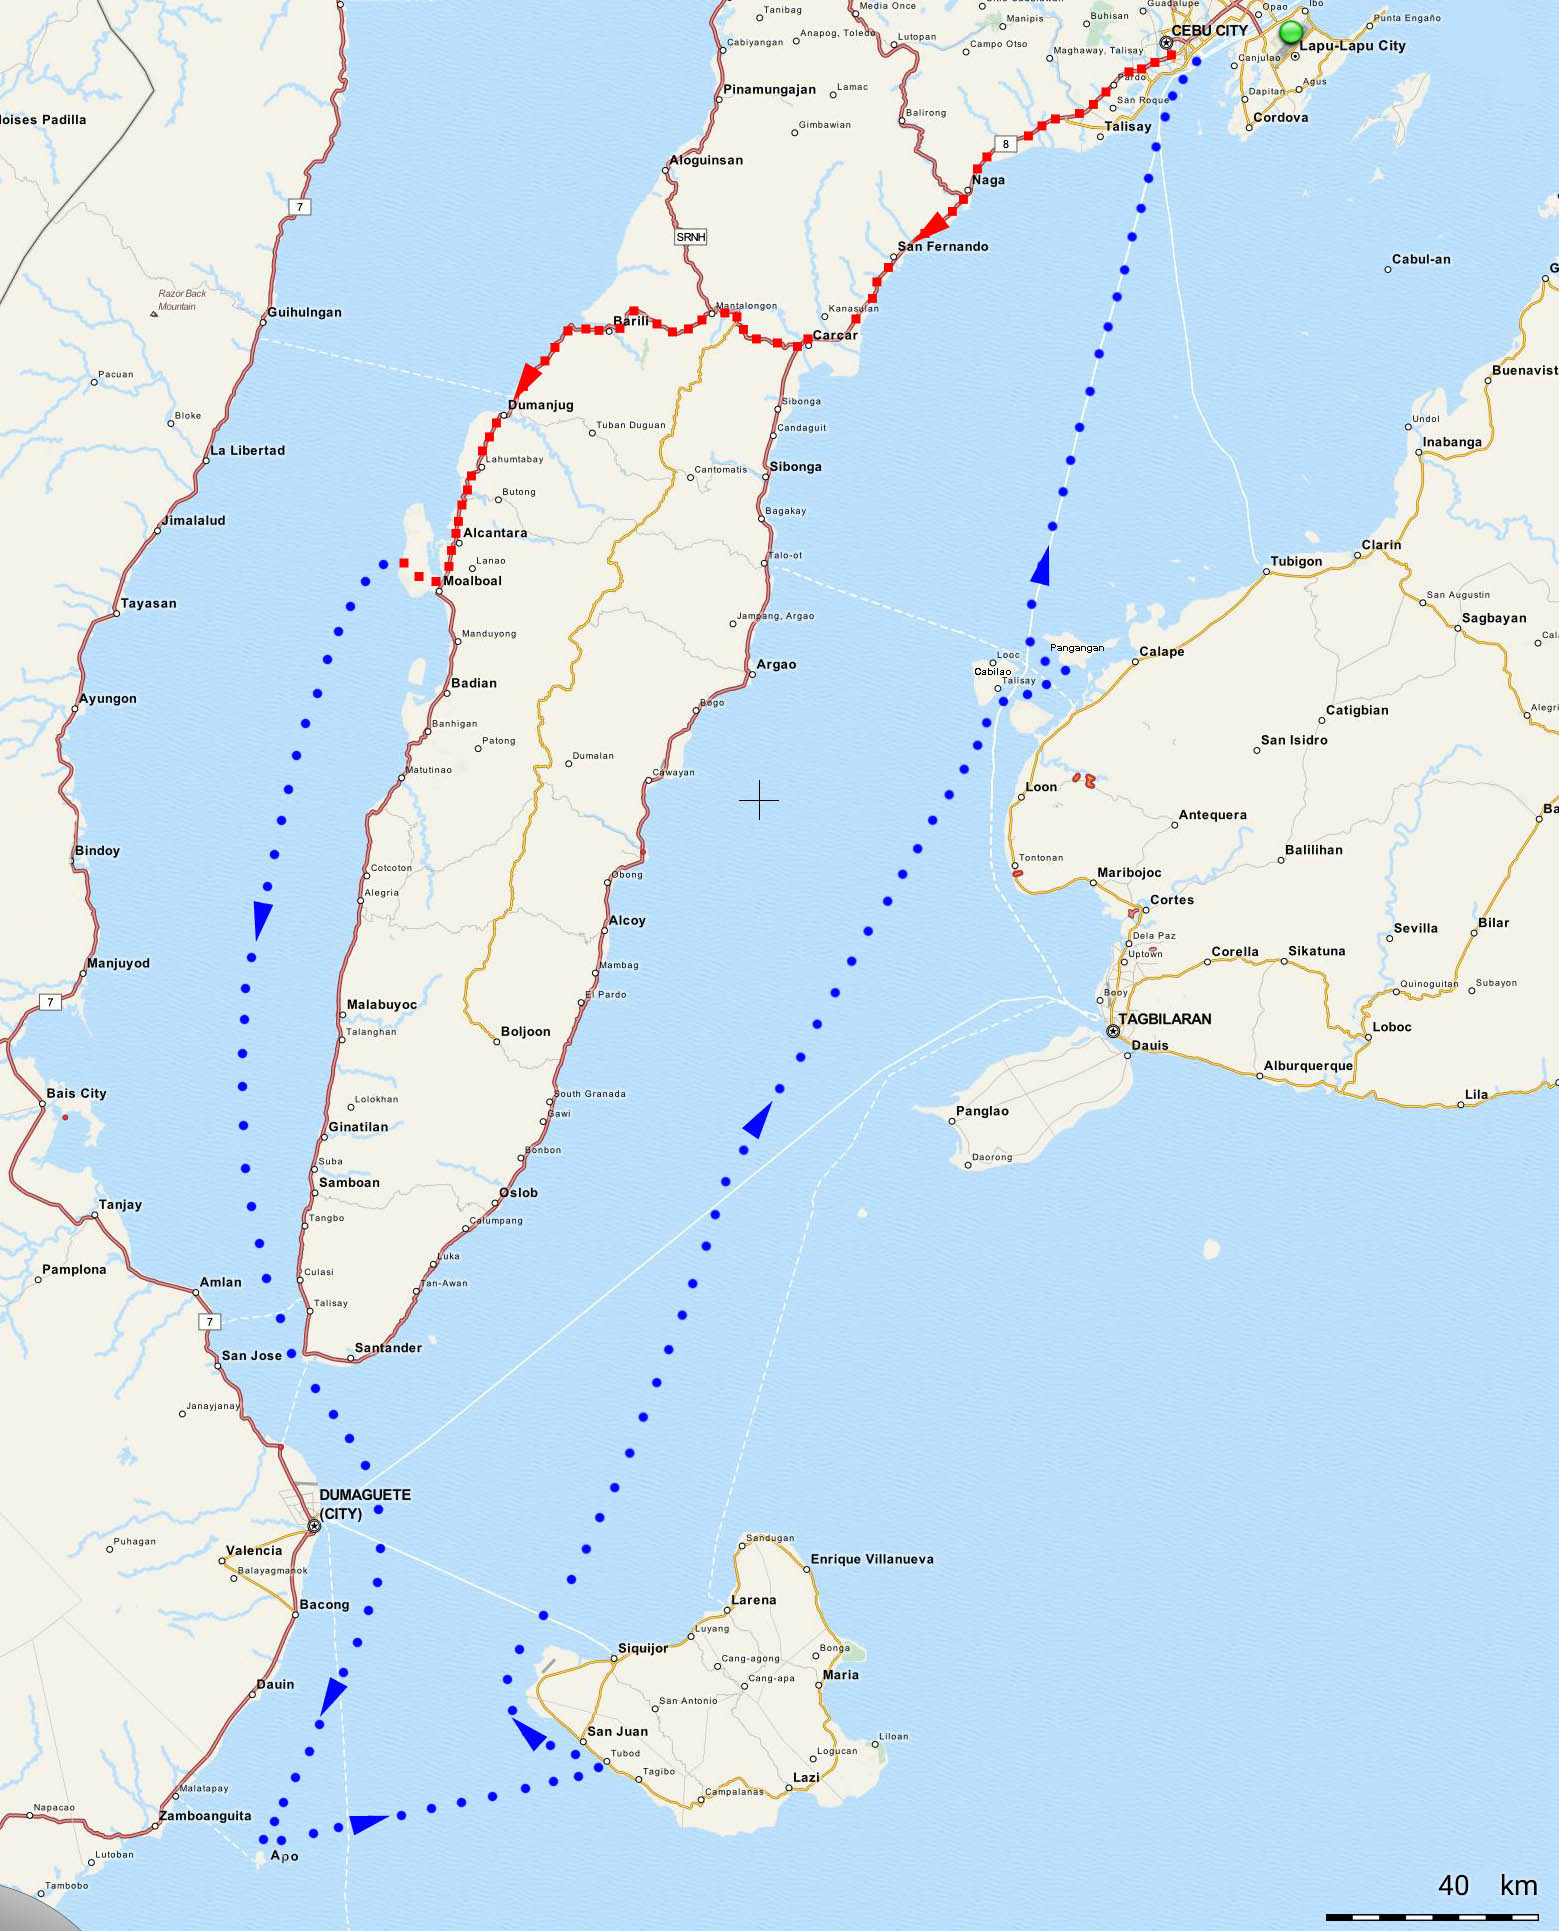 Tanibag
Media Once
Manipis
Buhisan
Guadalupe
Opao
Ibo
Punta Engaño
Cabiyangan
Anapog, Toledo
Lutopan
Campo Otso
Maghaway, Talisay
CEBU CITY
Canjulao
Lapu-Lapu City
Pinamungajan
Lamac
Pardo
Dapitan
Agus
San Roque
Balirong
Gimbawian
Talisay
Cordova
oises Padilla
8
Aloguinsan
Naga
7
SRNH
San Fernando
Cabul-an
Razor Back
Mountain
Guihulngan
Mantalongon
Kanasulan
Barili
Carcar
Pacuan
Buenavist
Dumanjug
Sibonga
Bloke
Tuban Duguan
Candaguit
Undol
La Libertad
Lahumtabay
Cantomatis
Sibonga
Inabanga
Butong
Bagakay
Jimalalud
Alcantara
Talo-ot
Clarin
Lanao
Tubigon
Moalboal
Tayasan
Jampang, Argao
San Augustin
Sagbayan
Manduyong
Pangangan
Looc
Calape
Argao
Cabilao
Talisay
Badian
Ayungon
Bogo
Catigbian
Alegri
Banhigan
Patong
San Isidro
Dumalan
Matutinao
Cawayan
Loon
Antequera
Ba
Bindoy
Balilihan
Tontonan
Cotcoton
Obong
Maribojoc
Alegria
Cortes
Alcoy
Sevilla
Bilar
Dela Paz
Uptown
Corella
Sikatuna
Manjuyod
Mambag
Quinoguitan
Subayon
7
El Pardo
Booy
Malabuyoc
TAGBILARAN
Talanghan
Boljoon
Loboc
Dauis
Alburquerque
Bais City
South Granada
Lila
Lolokhan
Gawi
Panglao
Ginatilan
Bonbon
Suba
Daorong
Samboan
Oslob
Tanjay
Tangbo
Calumpang
Luka
Pamplona
Culasi
Amlan
Tan-Awan
Talisay
7
Santander
San Jose
Janayjanay
DUMAGUETE
(CITY)
Puhagan
Sandugan
Valencia
Enrique Villanueva
Balayagmanok
Bacong
Larena
Luyang
Siquijor
Bonga
Cang-agong
Maria
Dauin
Cang-apa
San Antonio
San Juan
Liloan
Tubod
Logucan
Tagibo
Lazi
Malatapay
Campalanas
Napacao
Zamboanguita
Lutoban
Apo
Tambobo
40 km